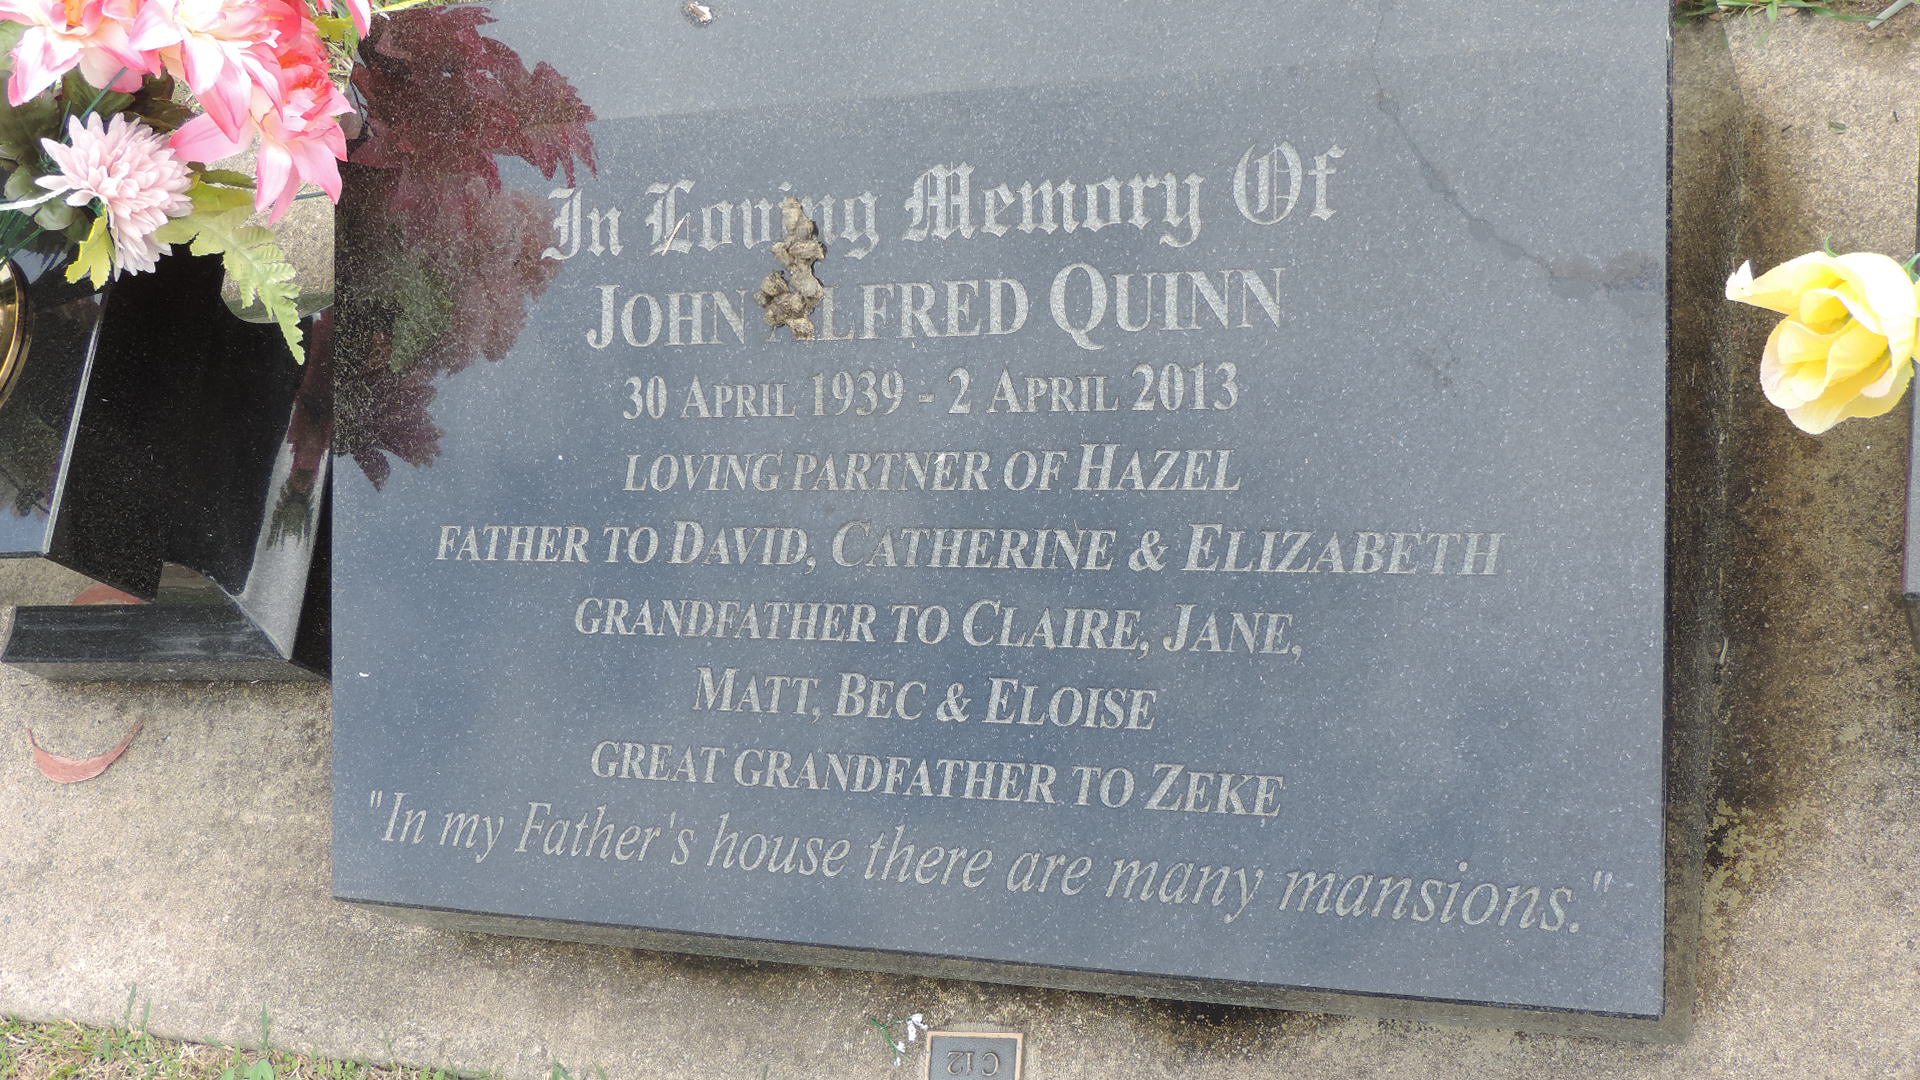 In Loving Memory Of
JOHN ALFRED QUINN
30 APRIL 1939 - 2 APRIL 2013
LOVING PARTNER OF HAZEL
FATHER TO DAVID, CATHERINE & ELIZABETH
GRANDFATHER TO CLAIRE, JANE,
MATT, BEC & ELOISE
GREAT GRANDFATHER TO ZEKE
"In my Father's house there are many mansions."
C12